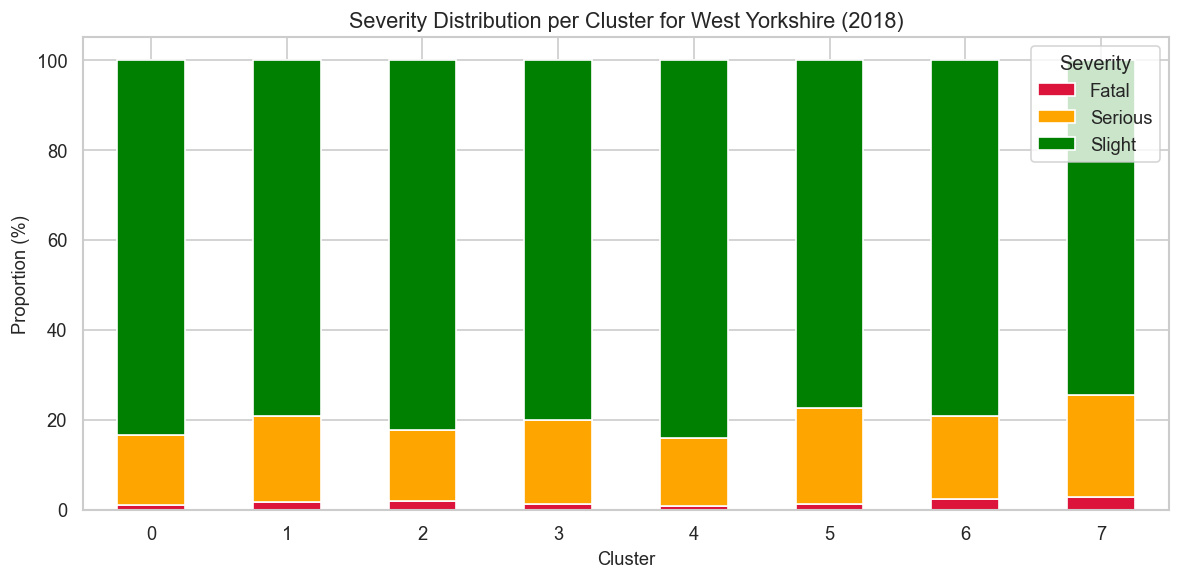 Severity Distribution per Cluster for West Yorkshire (2018)
Severity
Fatal
Serious
Slight
Proportion (%)
100
80
60
40
20
0
0 1 2 3 4 5 6 7
Cluster